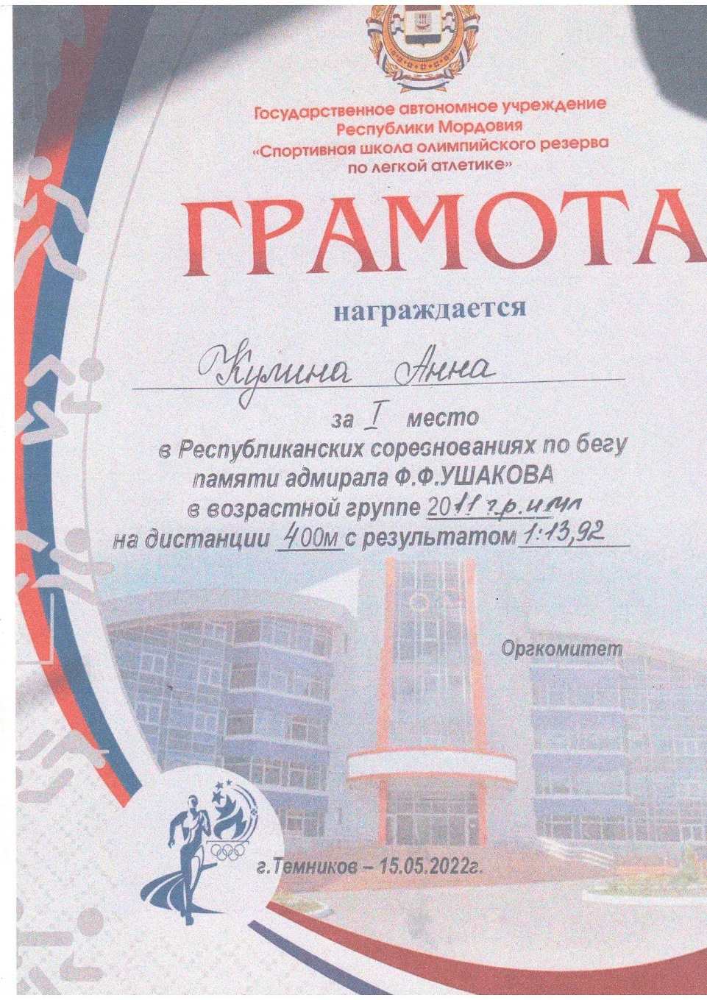 Государственное автономное учреждение
Республики Мордовия
«Спортивная школа олимпийского резерва
по легкой атлетике»
ГРАМОТА
награждается
Жулина Анна
за I место
в Республиканских соревнованиях по бегу
памяти адмирала Ф.Ф.УШАКОВА
в возрастной группе 2011 г.р. и мл
на дистанции 400м с результатом 1:13,92
Оргкомитет
г.Темников – 15.05.2022г.